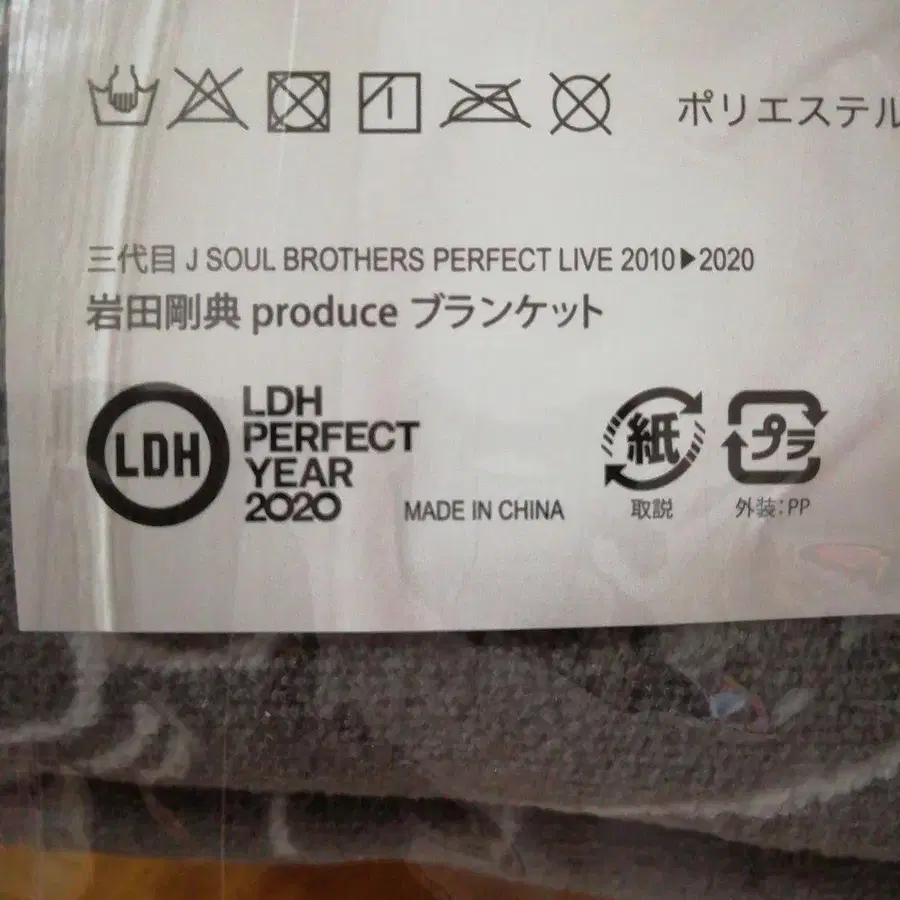 ポリエステル
三代目 J SOUL BROTHERS PERFECT LIVE 2010▶2020
岩田剛典 produce ブランケット
LDH
LDH
PERFECT
YEAR
2020
MADE IN CHINA
紙
取説
プラ
外装:PP